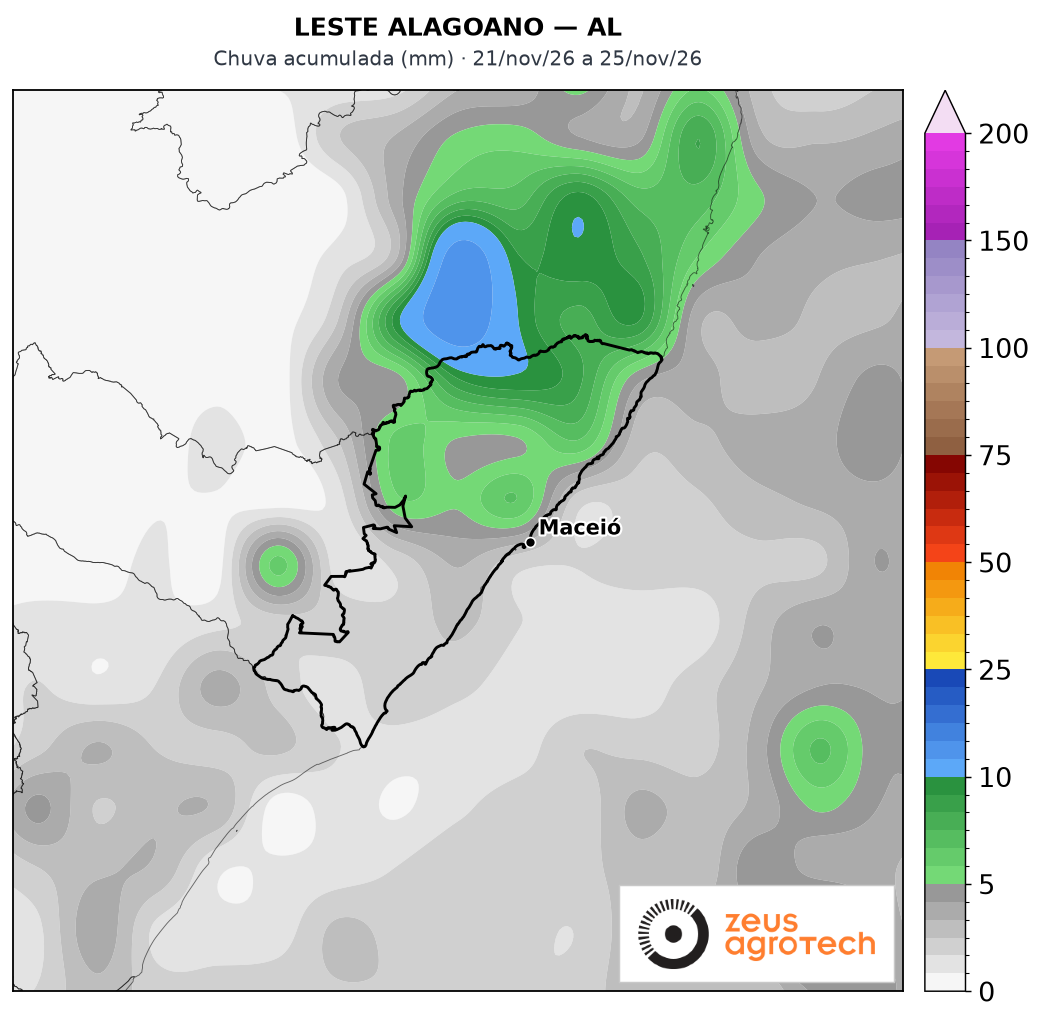 LESTE ALAGOANO — AL
Chuva acumulada (mm) · 21/nov/26 a 25/nov/26
200
150
100
75
50
25
10
5
0
Maceió
zeus
agrotech